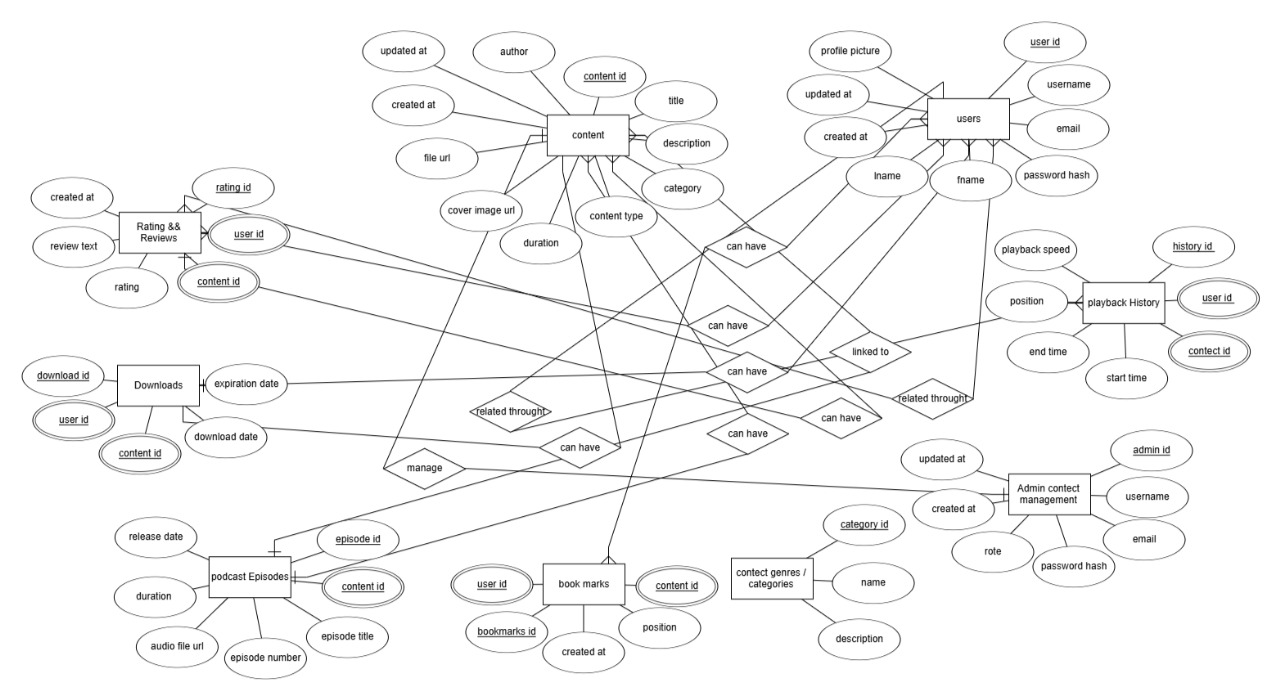 updated at
author
content id
created at
title
content
description
file url
category
cover image url
content type
duration
profile picture
user id
updated at
username
users
created at
email
lname
fname
password hash
created at
rating id
Rating &&
Reviews
user id
review text
rating
content id
can have
can have
linked to
can have
related throught
related throught
can have
can have
can have
manage
playback speed
history id
position
playback History
user id
end time
contect id
start time
download id
Downloads
expiration date
user id
content id
download date
updated at
admin id
Admin contect
management
username
created at
rote
email
password hash
release date
episode id
podcast Episodes
content id
duration
audio file url
episode number
episode title
user id
book marks
content id
bookmarks id
position
created at
category id
contect genres /
categories
name
description